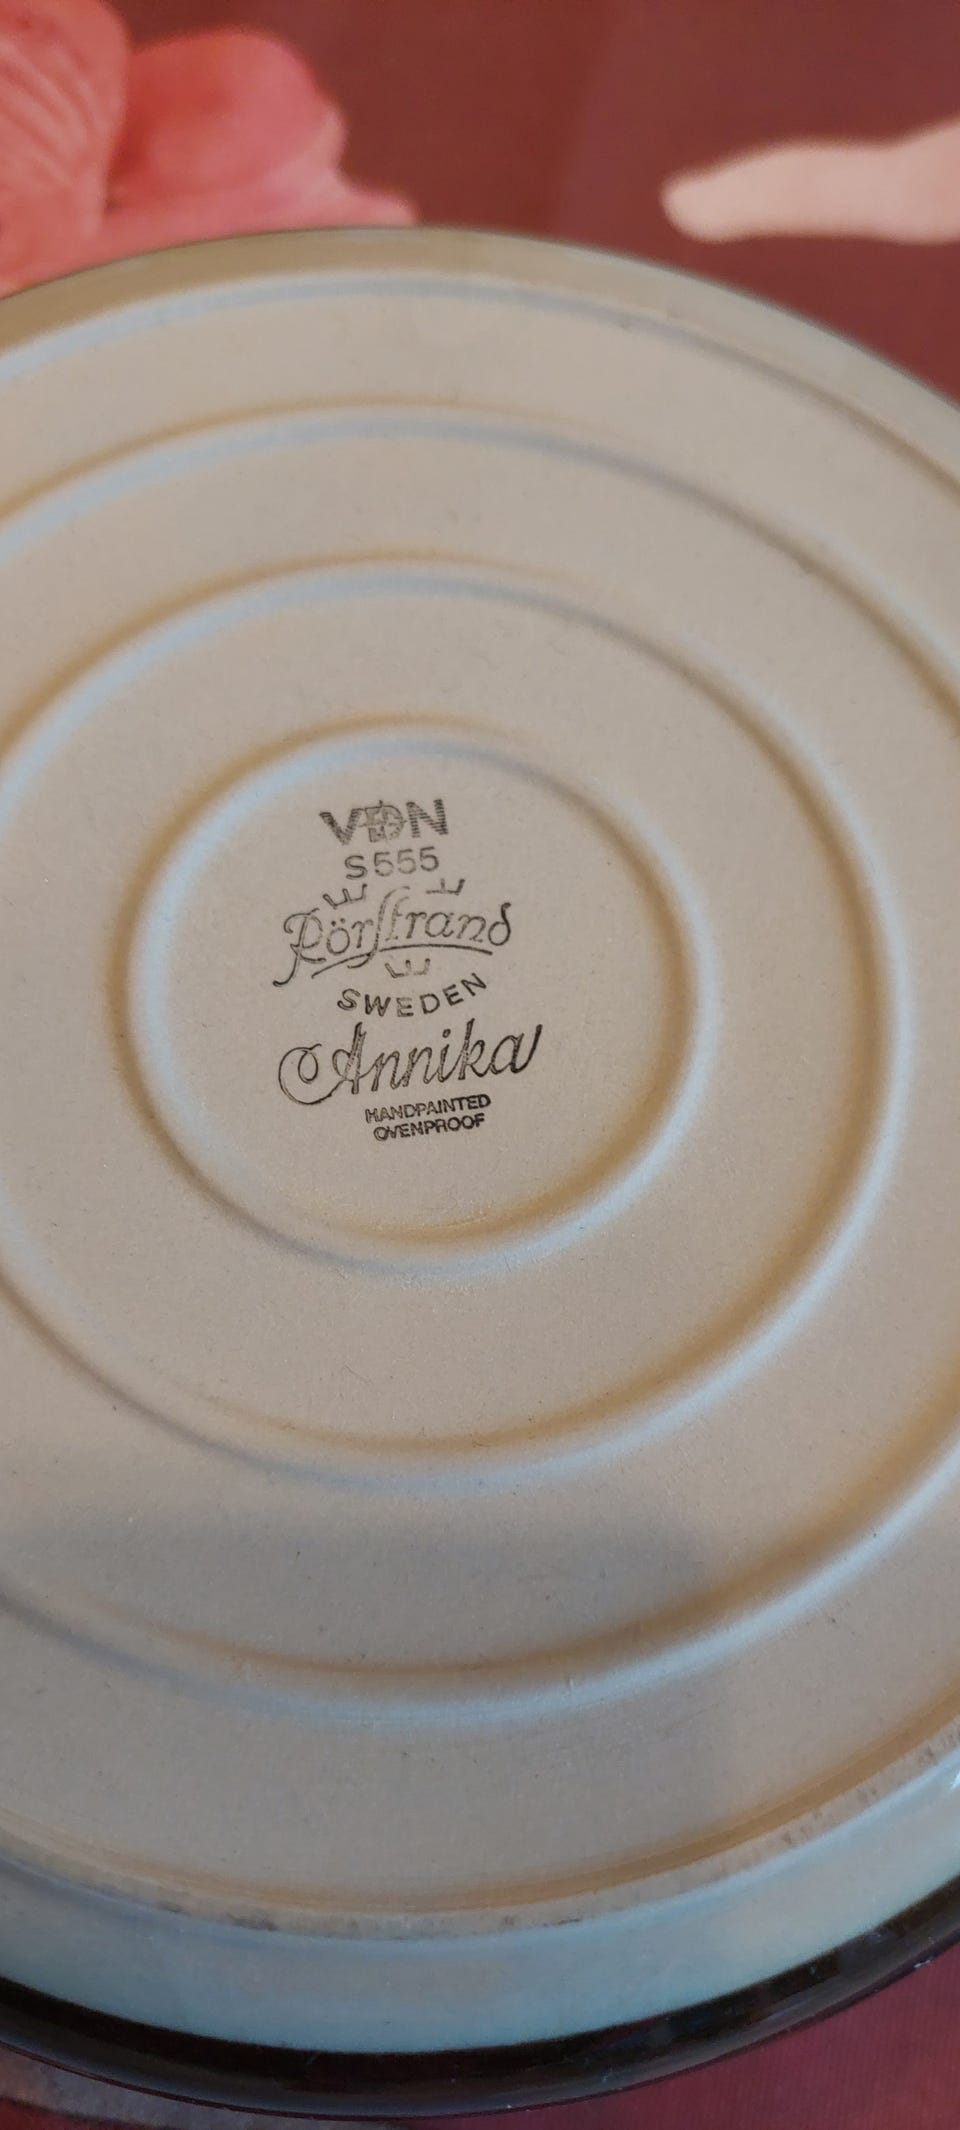 VDN
S555
Rörstrand
SWEDEN
Annika
HANDPAINTED
OVENPROOF